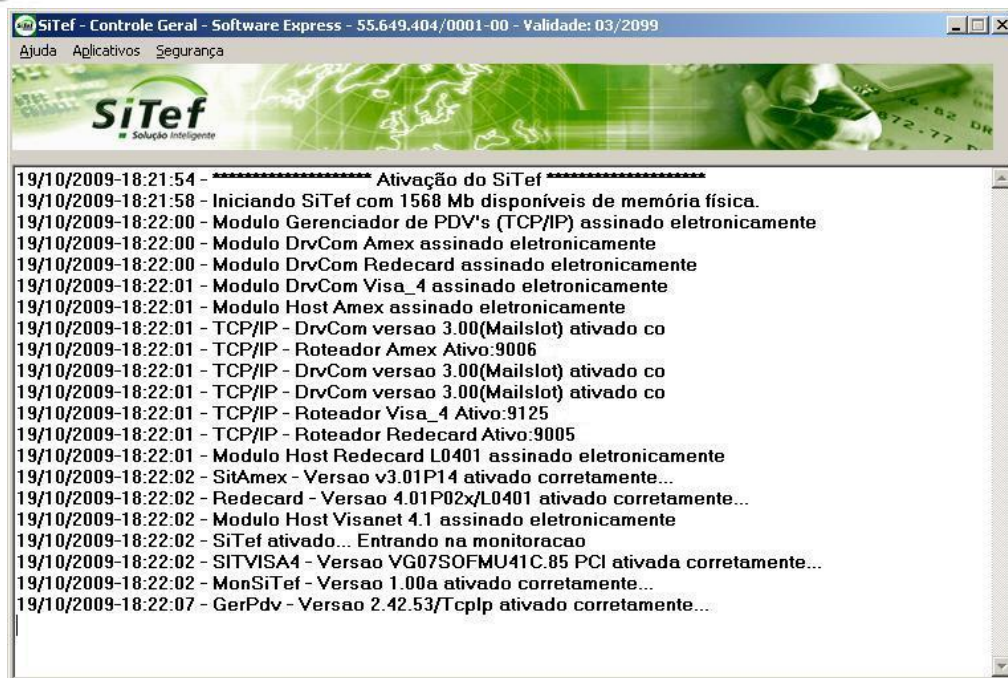 SiTef - Controle Geral - Software Express - 55.649.404/0001-00 - Validade: 03/2099
Ajuda Aplicativos Segurança
SiTef
Solução Inteligente
19/10/2009-18:21:54 - ******************** Ativação do SiTef ********************
19/10/2009-18:21:58 - Iniciando SiTef com 1568 Mb disponíveis de memória física.
19/10/2009-18:22:00 - Modulo Gerenciador de PDV's (TCP/IP) assinado eletronicamente
19/10/2009-18:22:00 - Modulo DrvCom Amex assinado eletronicamente
19/10/2009-18:22:00 - Modulo DrvCom Redecard assinado eletronicamente
19/10/2009-18:22:01 - Modulo DrvCom Visa_4 assinado eletronicamente
19/10/2009-18:22:01 - Modulo Host Amex assinado eletronicamente
19/10/2009-18:22:01 - TCP/IP - DrvCom versao 3.00(Mailslot) ativado co
19/10/2009-18:22:01 - TCP/IP - Roteador Amex Ativo:9006
19/10/2009-18:22:01 - TCP/IP - DrvCom versao 3.00(Mailslot) ativado co
19/10/2009-18:22:01 - TCP/IP - DrvCom versao 3.00(Mailslot) ativado co
19/10/2009-18:22:01 - TCP/IP - Roteador Visa_4 Ativo:9125
19/10/2009-18:22:01 - TCP/IP - Roteador Redecard Ativo:9005
19/10/2009-18:22:01 - Modulo Host Redecard L0401 assinado eletronicamente
19/10/2009-18:22:02 - SitAmex - Versao v3.01P14 ativado corretamente...
19/10/2009-18:22:02 - Redecard - Versao 4.01P02x/L0401 ativado corretamente...
19/10/2009-18:22:02 - Modulo Host Visanet 4.1 assinado eletronicamente
19/10/2009-18:22:02 - SiTef ativado... Entrando na monitoracao
19/10/2009-18:22:02 - SITVISA4 - Versao VG07SOFMU41C.85 PCI ativada corretamente...
19/10/2009-18:22:02 - MonSiTef - Versao 1.00a ativado corretamente...
19/10/2009-18:22:07 - GerPdv - Versao 2.42.53/TcpIp ativado corretamente...